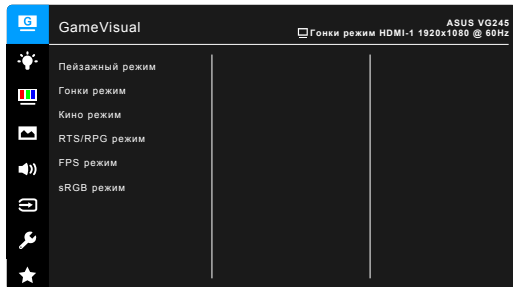 G
GameVisual
ASUS VG245
Гонки режим HDMI-1 1920x1080 @ 60Hz
Пейзажный режим
Гонки режим
Кино режим
RTS/RPG режим
FPS режим
sRGB режим